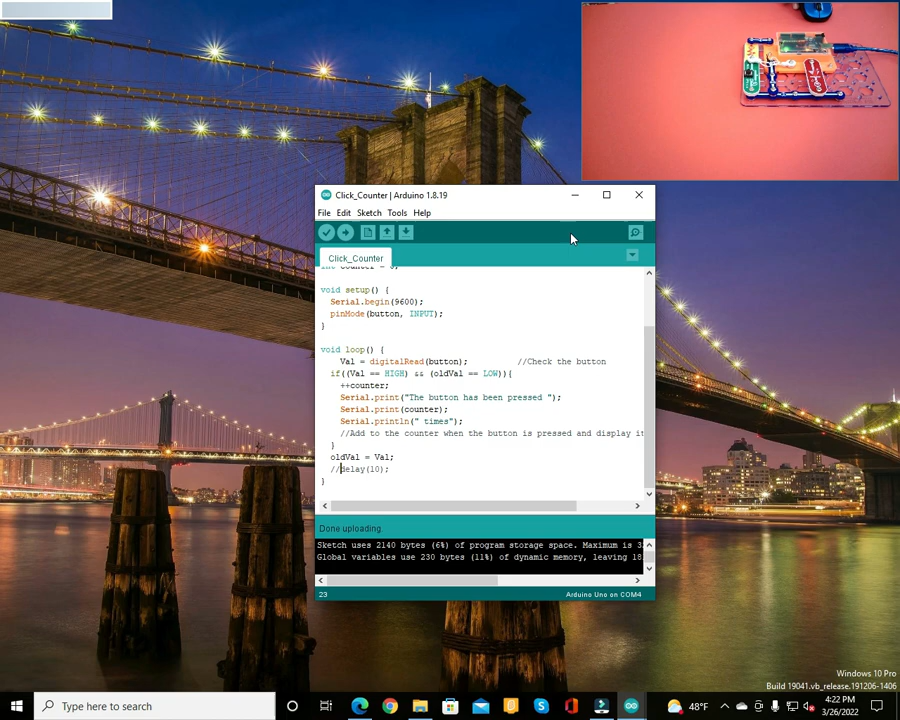 Click_Counter | Arduino 1.8.19
File Edit Sketch Tools Help
Click_Counter
int counter = 0;
void setup() {
Serial.begin(9600);
pinMode(button, INPUT);
}
void loop() {
Val = digitalRead(button); //Check the button
if((Val == HIGH) && (oldVal == LOW)){
++counter;
Serial.print("The button has been pressed ");
Serial.print(counter);
Serial.println(" times");
//Add to the counter when the button is pressed and display it
}
oldVal = Val;
//delay(10);
}
Done uploading.
Sketch uses 2140 bytes (6%) of program storage space. Maximum is 3
Global variables use 230 bytes (11%) of dynamic memory, leaving 18
23 Arduino Uno on COM4
Windows 10 Pro
Build 19041.vb_release.191206-1406
Type here to search
48°F
4:22 PM
3/26/2022